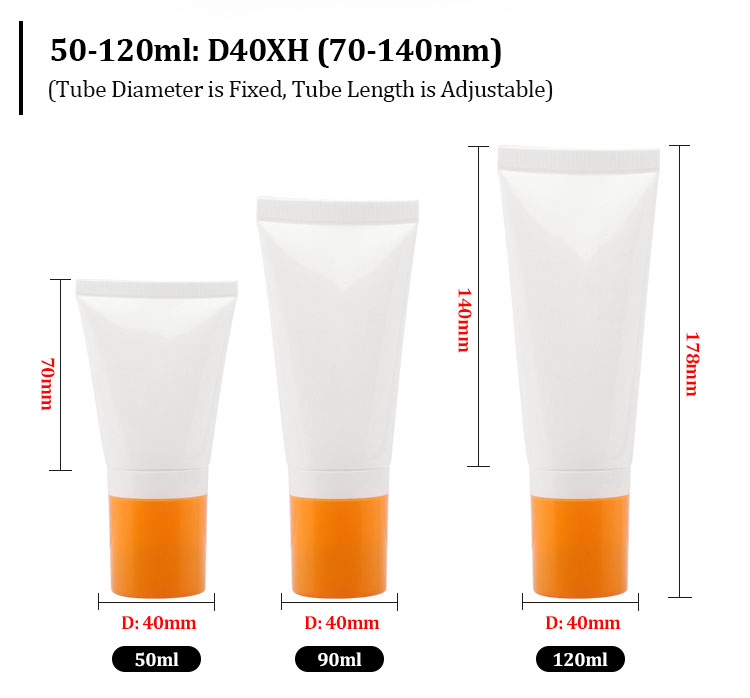 50-120ml: D40XH (70-140mm)
(Tube Diameter is Fixed, Tube Length is Adjustable)
70mm
140mm
178mm
D: 40mm
D: 40mm
D: 40mm
50ml
90ml
120ml